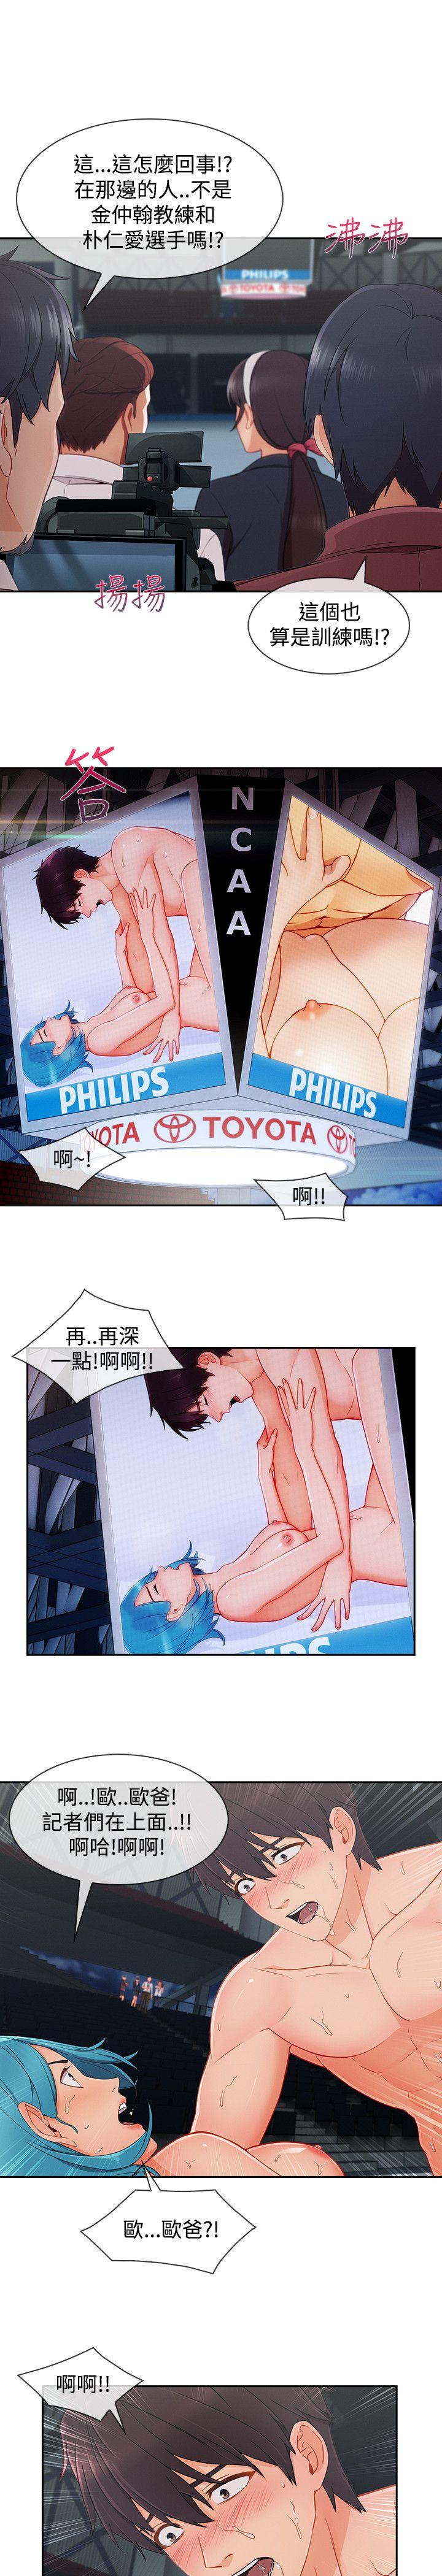 這...這怎麼回事!?
在那邊的人..不是
金仲翰教練和
朴仁愛選手嗎!?
沸沸
PHILIPS
TOYOTA
揚揚
這個也
算是訓練嗎!?
答
NCAA
PHILIPS
PHILIPS
OYOTA
TOYOTA
啊~!
啊!!
再..再深
一點!啊啊!!
PHILIPS
啊..!歐..歐爸!
記者們在上面..!!
啊哈!啊啊!
歐...歐爸?!
啊啊!!